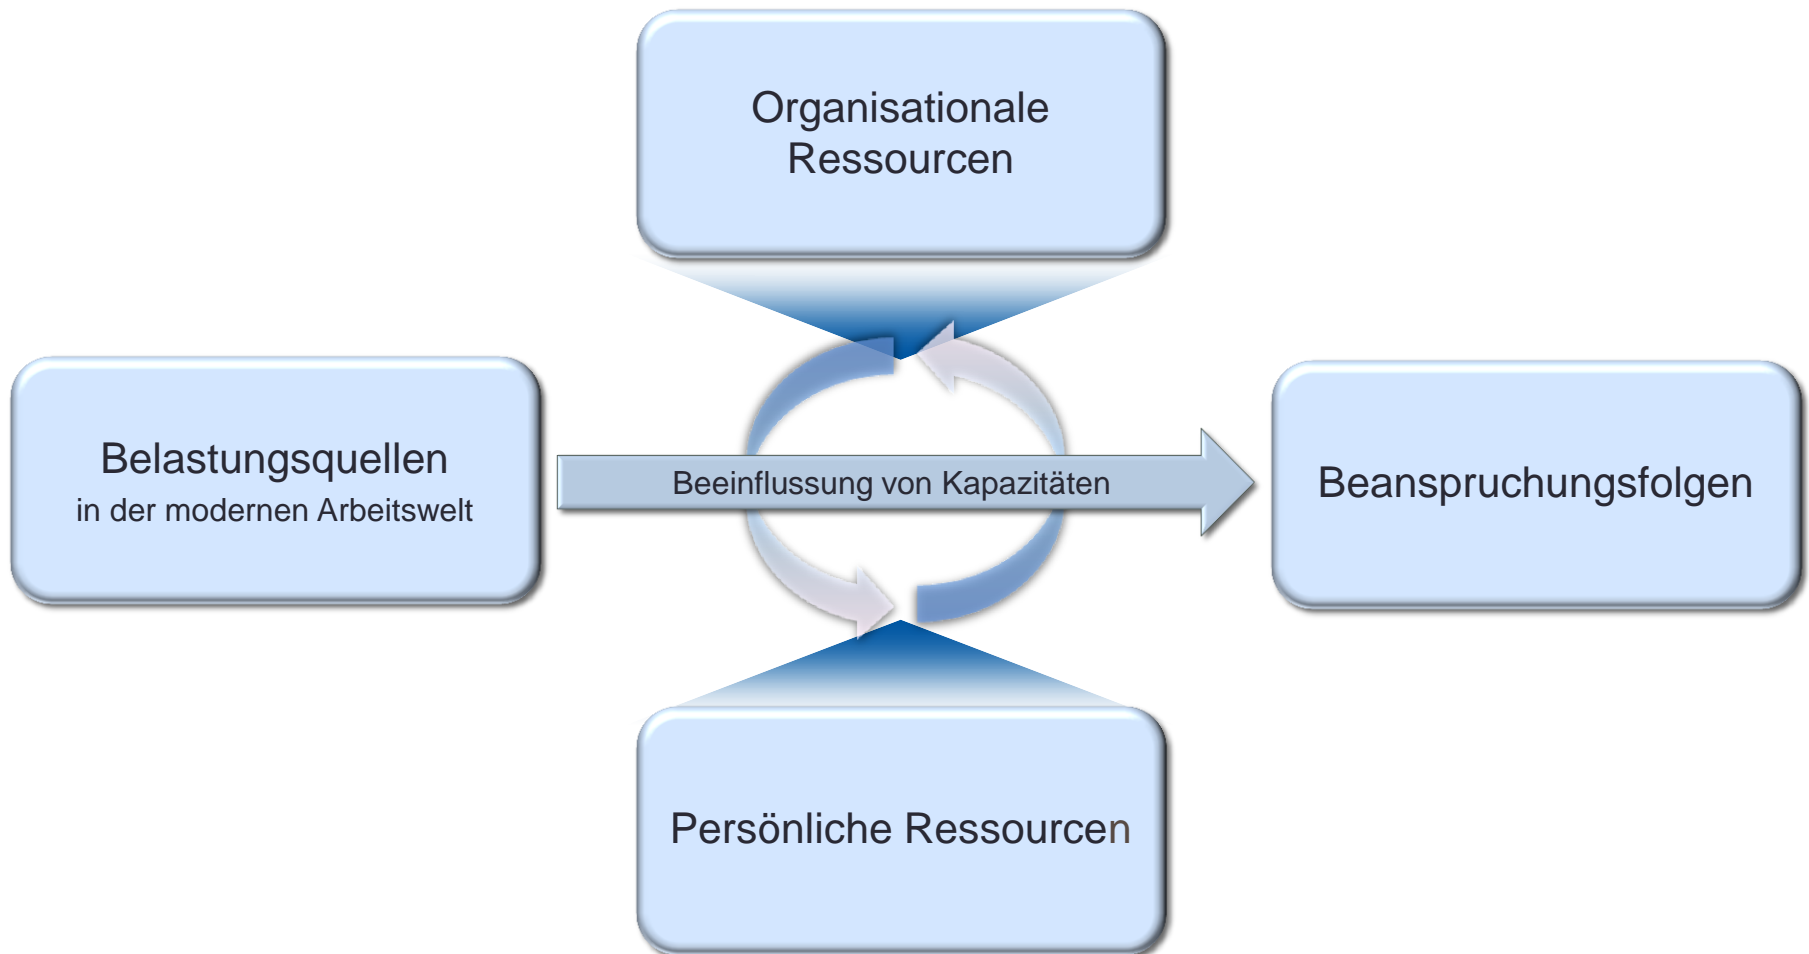 Organisationale
Ressourcen
Belastungsquellen
in der modernen Arbeitswelt
Beeinflussung von Kapazitäten
Beanspruchungsfolgen
Persönliche Ressourcen